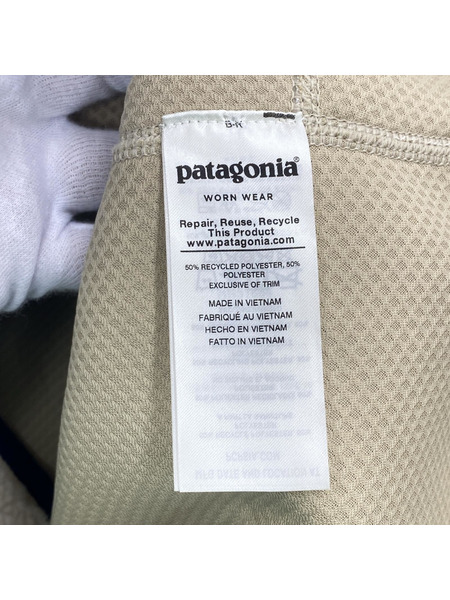 B-R
patagonia®
WORN WEAR
Repair, Reuse, Recycle
This Product
www.patagonia.com
50% RECYCLED POLYESTER, 50%
POLYESTER
EXCLUSIVE OF TRIM
MADE IN VIETNAM
FABRIQUÉ AU VIETNAM
HECHO EN VIETNAM
FATTO IN VIETNAM